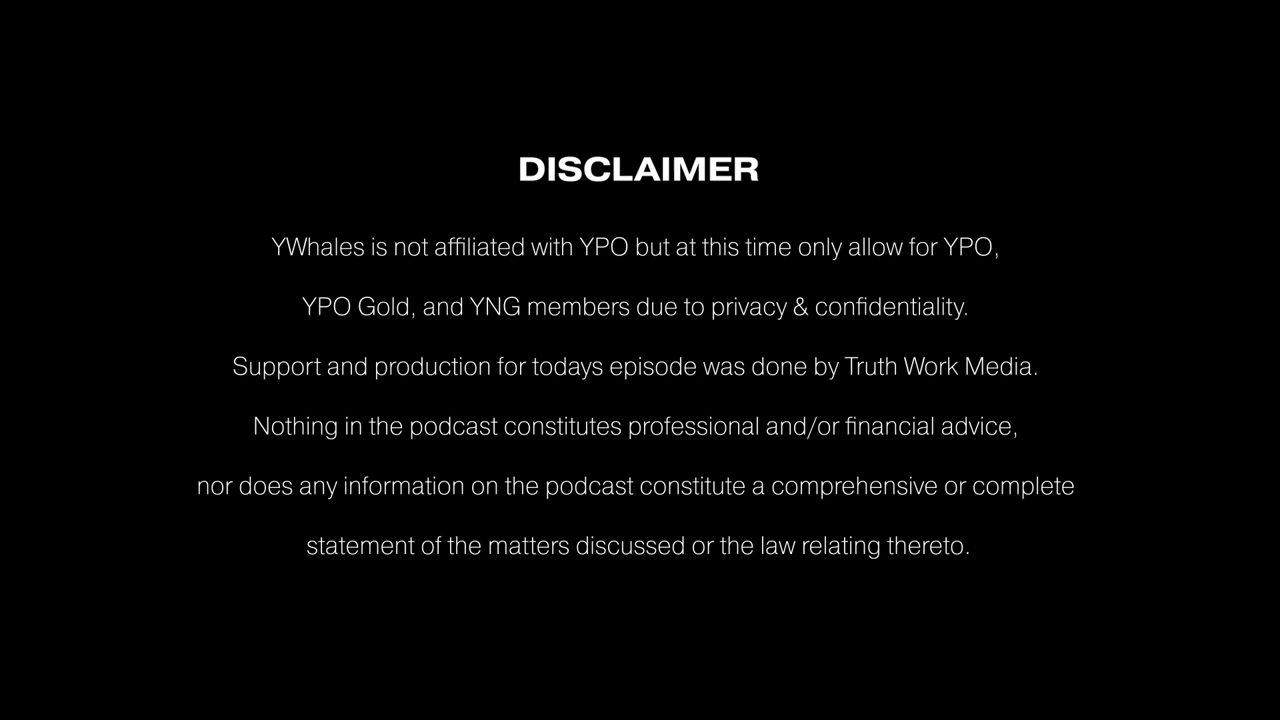 DISCLAIMER
YWhales is not affiliated with YPO but at this time only allow for YPO,
YPO Gold, and YNG members due to privacy & confidentiality.
Support and production for todays episode was done by Truth Work Media.
Nothing in the podcast constitutes professional and/or financial advice,
nor does any information on the podcast constitute a comprehensive or complete
statement of the matters discussed or the law relating thereto.